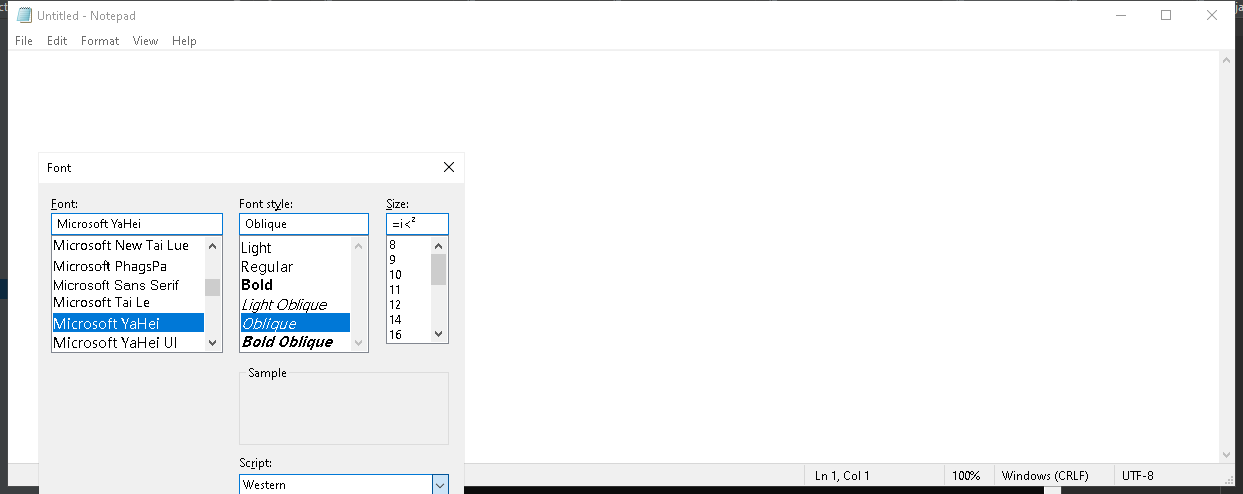 Untitled - Notepad
File Edit Format View Help
Font
Font: Font style: Size:
Microsoft YaHei Oblique =i<²
Microsoft New Tai Lue
Microsoft PhagsPa
Microsoft Sans Serif
Microsoft Tai Le
Microsoft YaHei
Microsoft YaHei UI
Light
Regular
Bold
Light Oblique
Oblique
Bold Oblique
8
9
10
11
12
14
16
Sample
Script:
Western
Ln 1, Col 1 100% Windows (CRLF) UTF-8